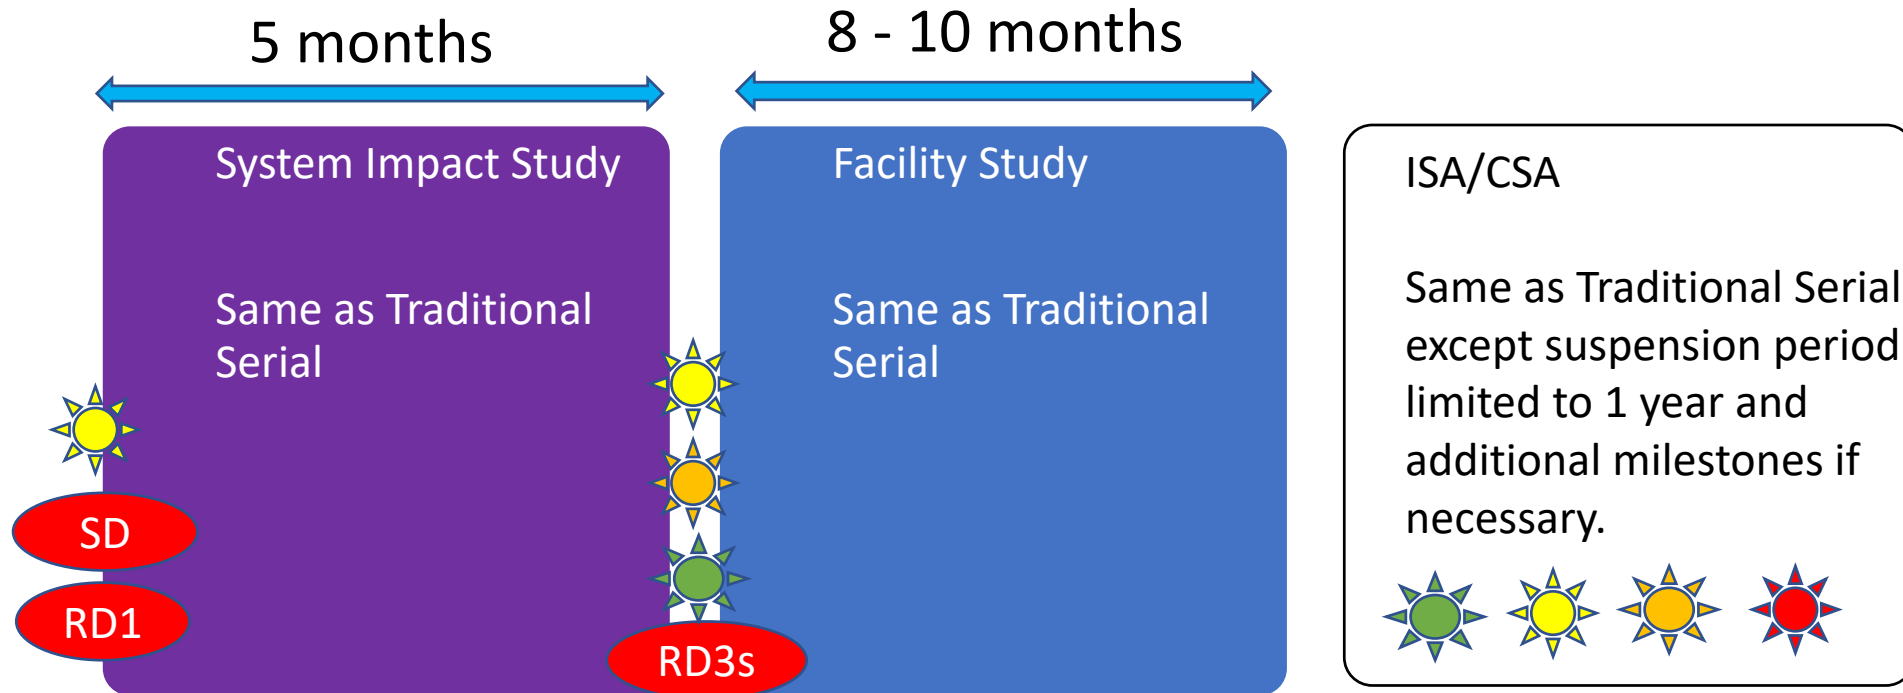 5 months
8 - 10 months
System Impact Study
Same as Traditional
Serial
SD
RD1
Facility Study
Same as Traditional
Serial
RD3s
ISA/CSA
Same as Traditional Serial
except suspension period
limited to 1 year and
additional milestones if
necessary.